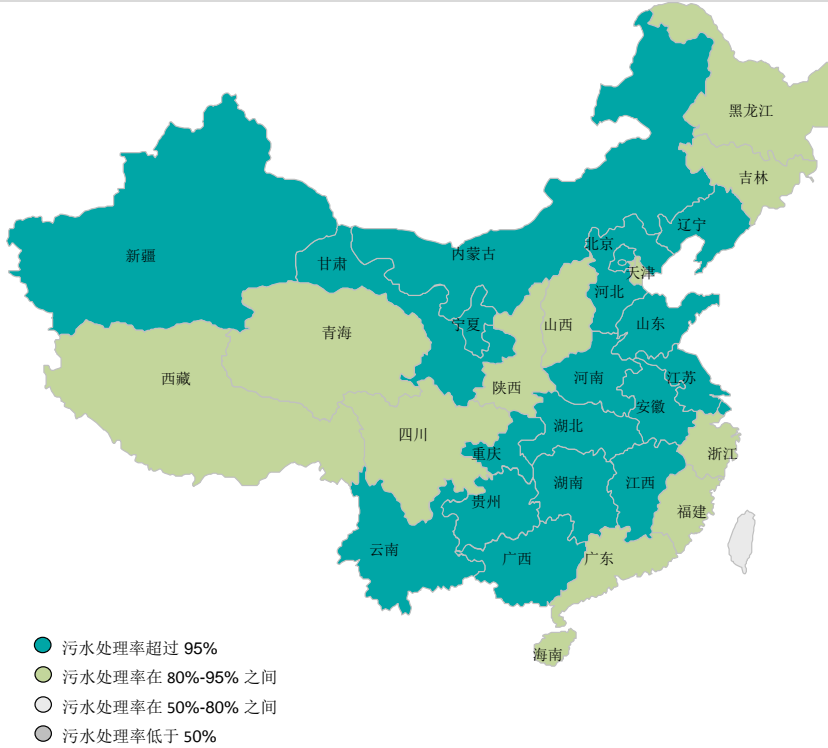 黑龙江
吉林
辽宁
北京
内蒙古
新疆
甘肃
天津
河北
宁夏
山西
山东
青海
西藏
陕西
河南
江苏
安徽
四川
湖北
重庆
浙江
湖南
江西
贵州
福建
云南
广西
广东
海南
污水处理率超过 95%
污水处理率在 80%-95% 之间
污水处理率在 50%-80% 之间
污水处理率低于 50%